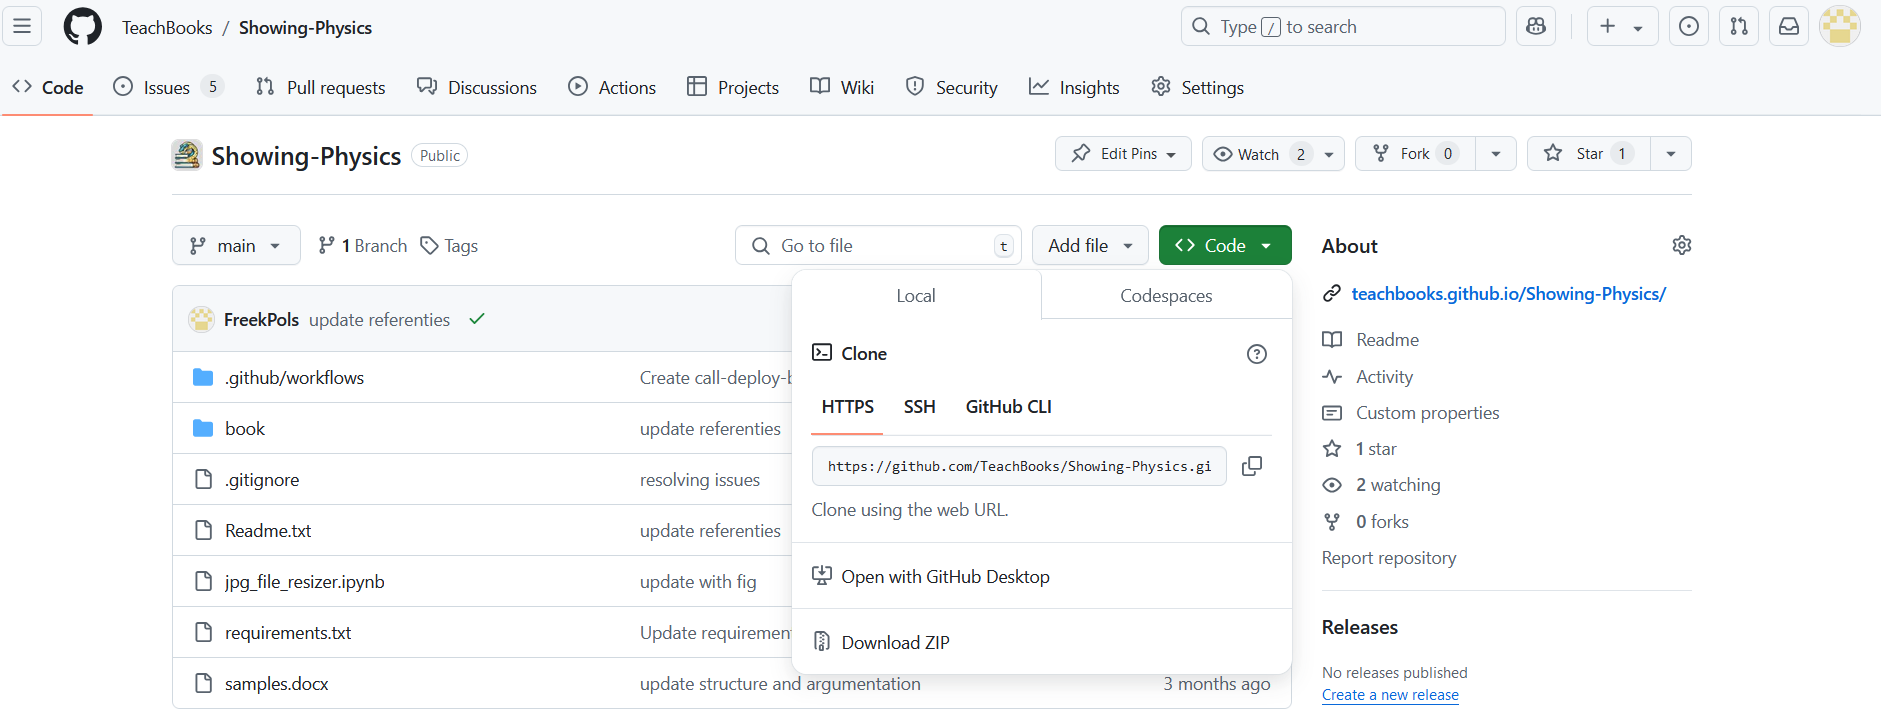 TeachBooks / Showing-Physics
Type / to search
Code
Issues 5
Pull requests
Discussions
Actions
Projects
Wiki
Security
Insights
Settings
Showing-Physics Public
Edit Pins
Watch 2
Fork 0
Star 1
main
1 Branch
Tags
Go to file t
Add file
Code
FreekPols update referenties
.github/workflows Create call-deploy-b
book update referenties
.gitignore resolving issues
Readme.txt update referenties
jpg_file_resizer.ipynb update with fig
requirements.txt Update requiremen
samples.docx update structure and argumentation 3 months ago
Local Codespaces
Clone
HTTPS SSH GitHub CLI
https://github.com/TeachBooks/Showing-Physics.gi
Clone using the web URL.
Open with GitHub Desktop
Download ZIP
About
teachbooks.github.io/Showing-Physics/
Readme
Activity
Custom properties
1 star
2 watching
0 forks
Report repository
Releases
No releases published
Create a new release